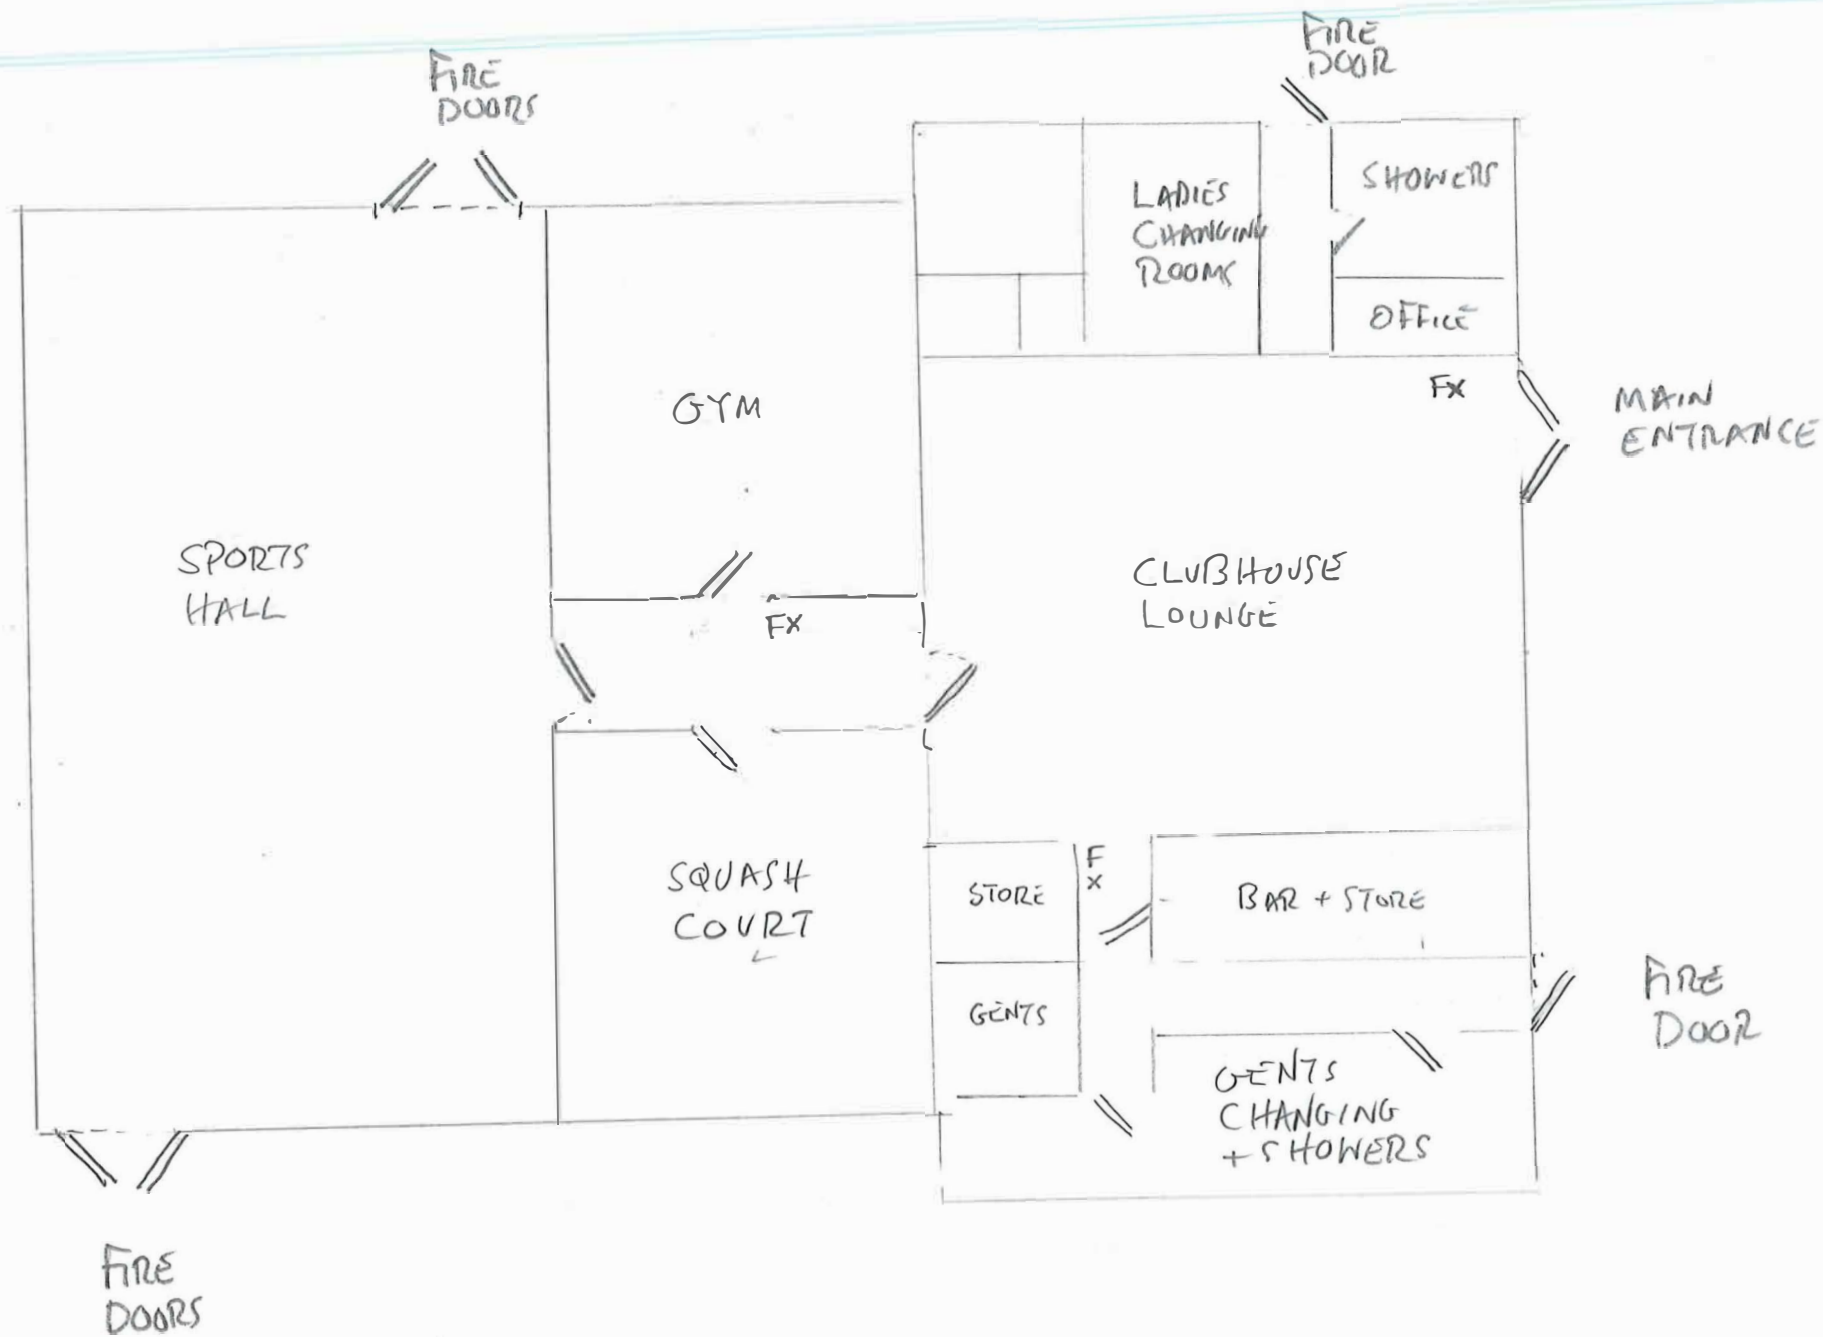 FIRE
DOORS
FIRE
DOOR
LADIES
CHANGING
ROOMS
SHOWERS
OFFICE
FX
MAIN
ENTRANCE
GYM
SPORTS
HALL
FX
CLUBHOUSE
LOUNGE
SQUASH
COURT
STORE
F
X
BAR + STORE
GENTS
FIRE
DOOR
GENTS
CHANGING
+ SHOWERS
FIRE
DOORS